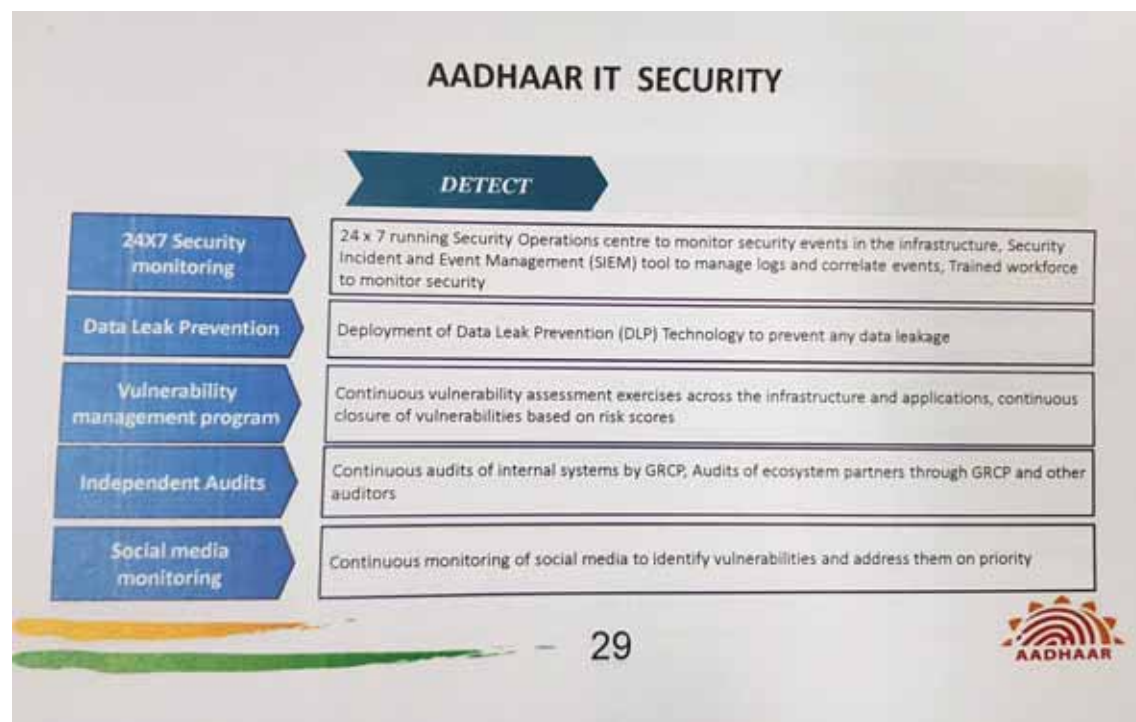 AADHAAR IT SECURITY
DETECT
24X7 Security
monitoring
24 x 7 running Security Operations centre to monitor security events in the infrastructure, Security
Incident and Event Management (SIEM) tool to manage logs and correlate events, Trained workforce
to monitor security
Data Leak Prevention
Deployment of Data Leak Prevention (DLP) Technology to prevent any data leakage
Vulnerability
management program
Continuous vulnerability assessment exercises across the infrastructure and applications, continuous
closure of vulnerabilities based on risk scores
Independent Audits
Continuous audits of internal systems by GRCP, Audits of ecosystem partners through GRCP and other
auditors
Social media
monitoring
Continuous monitoring of social media to identify vulnerabilities and address them on priority
29
AADHAAR